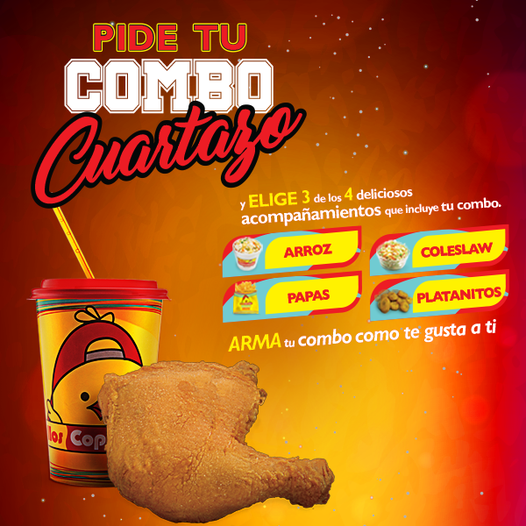 PIDE TU
COMBO
Cuartazo
y ELIGE 3 de los 4 deliciosos
acompañamientos que incluye tu combo.
ARROZ
COLESLAW
PAPAS
PLATANITOS
ARMA tu combo como te gusta a ti
los Cop